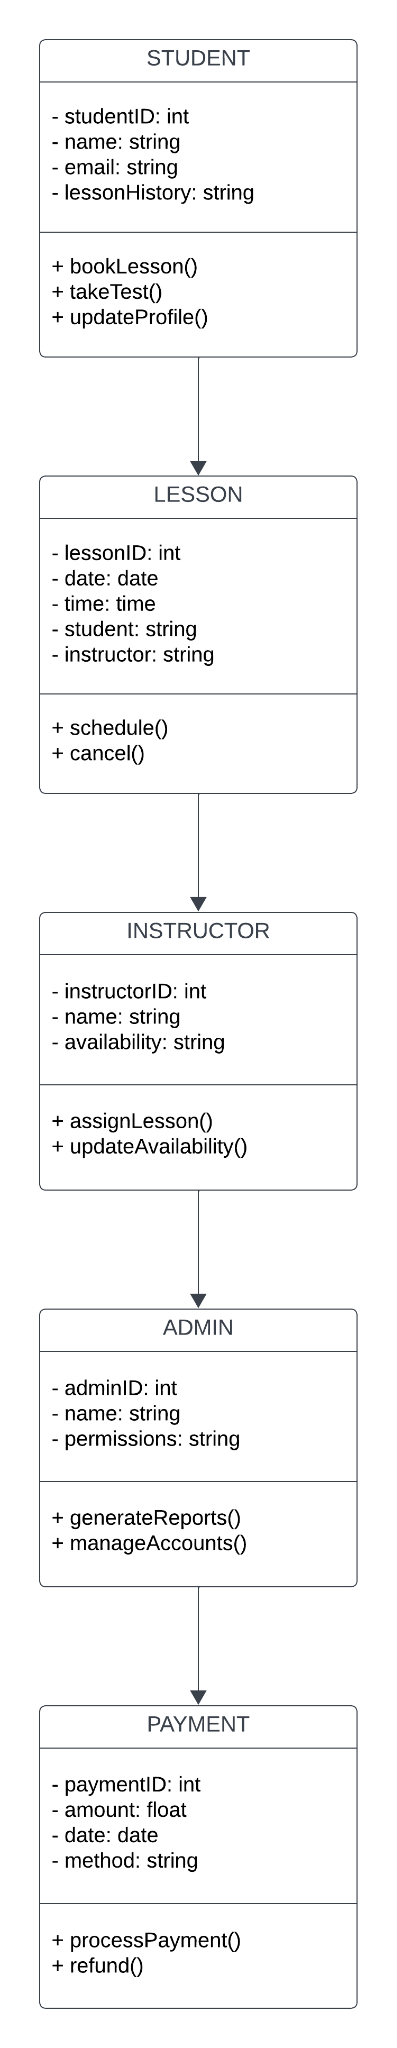 STUDENT
- studentID: int
- name: string
- email: string
- lessonHistory: string
+ bookLesson()
+ takeTest()
+ updateProfile()
LESSON
- lessonID: int
- date: date
- time: time
- student: string
- instructor: string
+ schedule()
+ cancel()
INSTRUCTOR
- instructorID: int
- name: string
- availability: string
+ assignLesson()
+ updateAvailability()
ADMIN
- adminID: int
- name: string
- permissions: string
+ generateReports()
+ manageAccounts()
PAYMENT
- paymentID: int
- amount: float
- date: date
- method: string
+ processPayment()
+ refund()